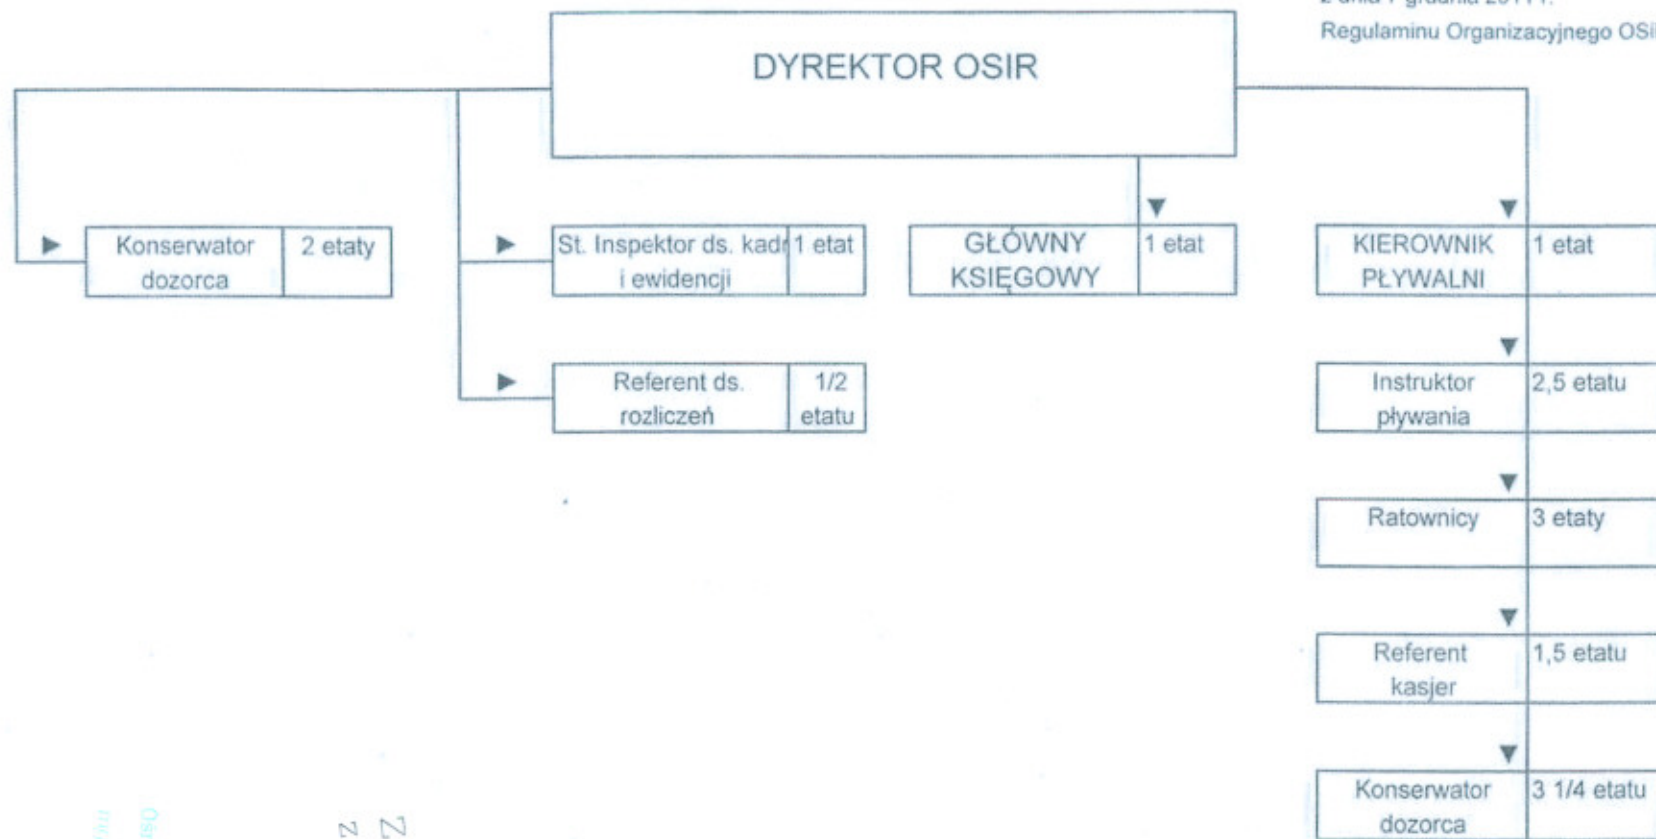 Regulaminu Organizacyjnego
DYREKTOR OSIR
Konserwator
dozorca
2 etaty
St. Inspektor ds. kadr
i ewidencji
1 etat
GŁÓWNY
KSIĘGOWY
1 etat
KIEROWNIK
PŁYWALNI
1 etat
Referent ds.
rozliczeń
1/2
etatu
Instruktor
pływania
2,5 etatu
Ratownicy
3 etaty
Referent
kasjer
1,5 etatu
Konserwator
dozorca
3 1/4 etatu